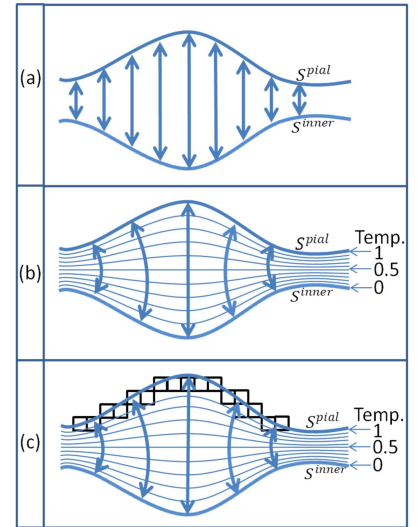 (a)
S^pial
S^inner
(b)
S^pial
S^inner
Temp.
1
0.5
0
(c)
S^pial
S^inner
Temp.
1
0.5
0